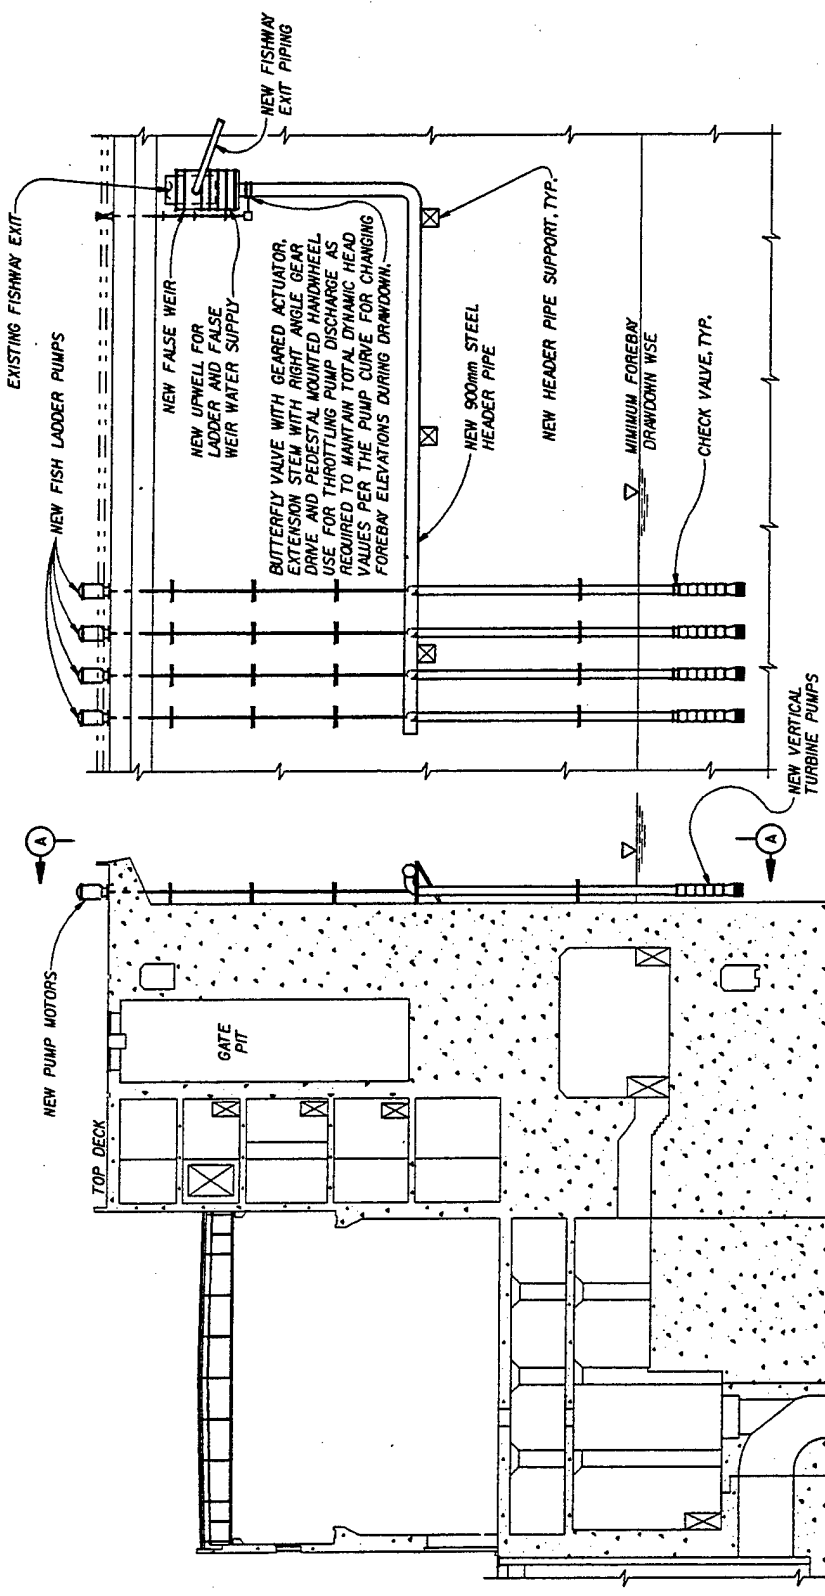 EXISTING FISHWAY EXIT
NEW FISH LADDER PUMPS
NEW FISHWAY
EXIT PIPING
NEW FALSE WEIR
NEW UPWELL FOR
LADDER AND FALSE
WEIR WATER SUPPLY
BUTTERFLY VALVE WITH GEARED ACTUATOR,
EXTENSION STEM WITH RIGHT ANGLE GEAR
DRIVE AND PEDESTAL MOUNTED HANDWHEEL.
USE FOR THROTTLING PUMP DISCHARGE AS
REQUIRED TO MAINTAIN TOTAL DYNAMIC HEAD
VALUES PER THE PUMP CURVE FOR CHANGING
FOREBAY ELEVATIONS DURING DRAWDOWN.
NEW 900mm STEEL
HEADER PIPE
NEW HEADER PIPE SUPPORT, TYP.
MIMIMUM FOREBAY
DRAWDOWN WSE
CHECK VALVE, TYP.
NEW VERTICAL
TURBINE PUMPS
A
A
NEW PUMP MOTORS
TOP DECK
GATE
PIT